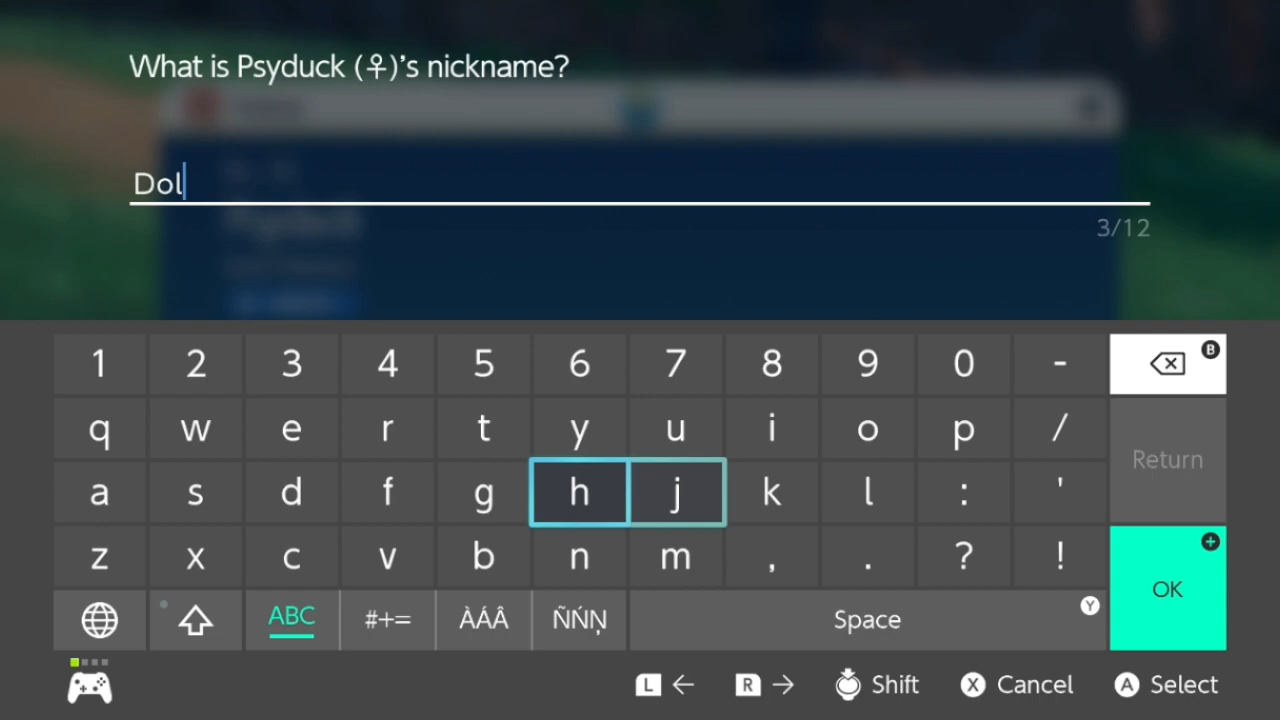 What is Psyduck (♀)'s nickname?
Dol
3/12
1 2 3 4 5 6 7 8 9 0 - B
q w e r t y u i o p /
Return
a s d f g h j k l : '
z x c v b n m , . ? !
+
OK
ABC #+= ÀÁÂ ÑŃŅ Space Y
L ← R → Shift X Cancel A Select